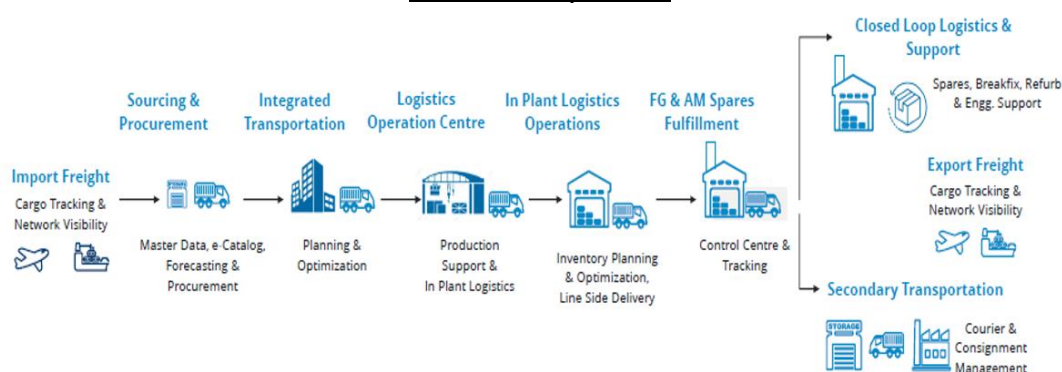 Import Freight
Cargo Tracking &
Network Visibility
Sourcing &
Procurement
Master Data, e-Catalog,
Forecasting &
Procurement
Integrated
Transportation
Planning &
Optimization
Logistics
Operation Centre
Production
Support &
In Plant Logistics
In Plant Logistics
Operations
Inventory Planning
& Optimization,
Line Side Delivery
FG & AM Spares
Fulfillment
Control Centre &
Tracking
Closed Loop Logistics &
Support
Spares, Breakfix, Refurb
& Engg. Support
Export Freight
Cargo Tracking &
Network Visibility
Secondary Transportation
STORAGE
Courier &
Consignment
Management